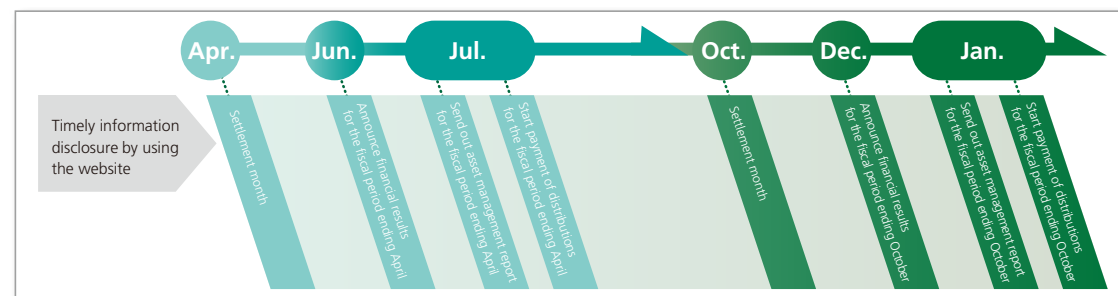 Apr.
Jun.
Jul.
Oct.
Dec.
Jan.
Timely information
disclosure by using
the website
Settlement month
Announce financial results
for the fiscal period ending April
Send out asset management report
for the fiscal period ending April
Start payment of distributions
for the fiscal period ending April
Settlement month
Announce financial results
for the fiscal period ending October
Send out asset management report
for the fiscal period ending October
Start payment of distributions
for the fiscal period ending October